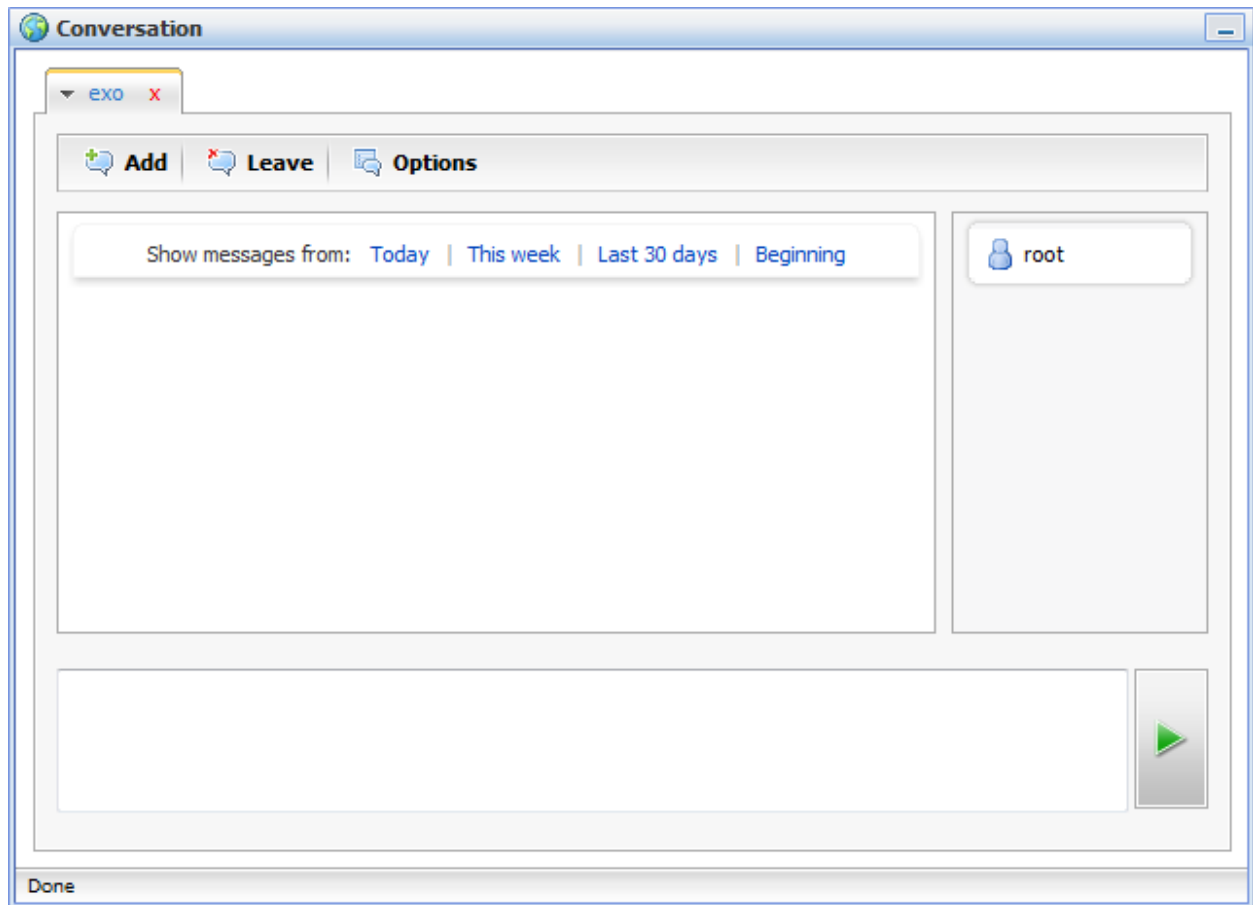 Conversation
exo x
Add Leave Options
Show messages from: Today | This week | Last 30 days | Beginning
root
Done